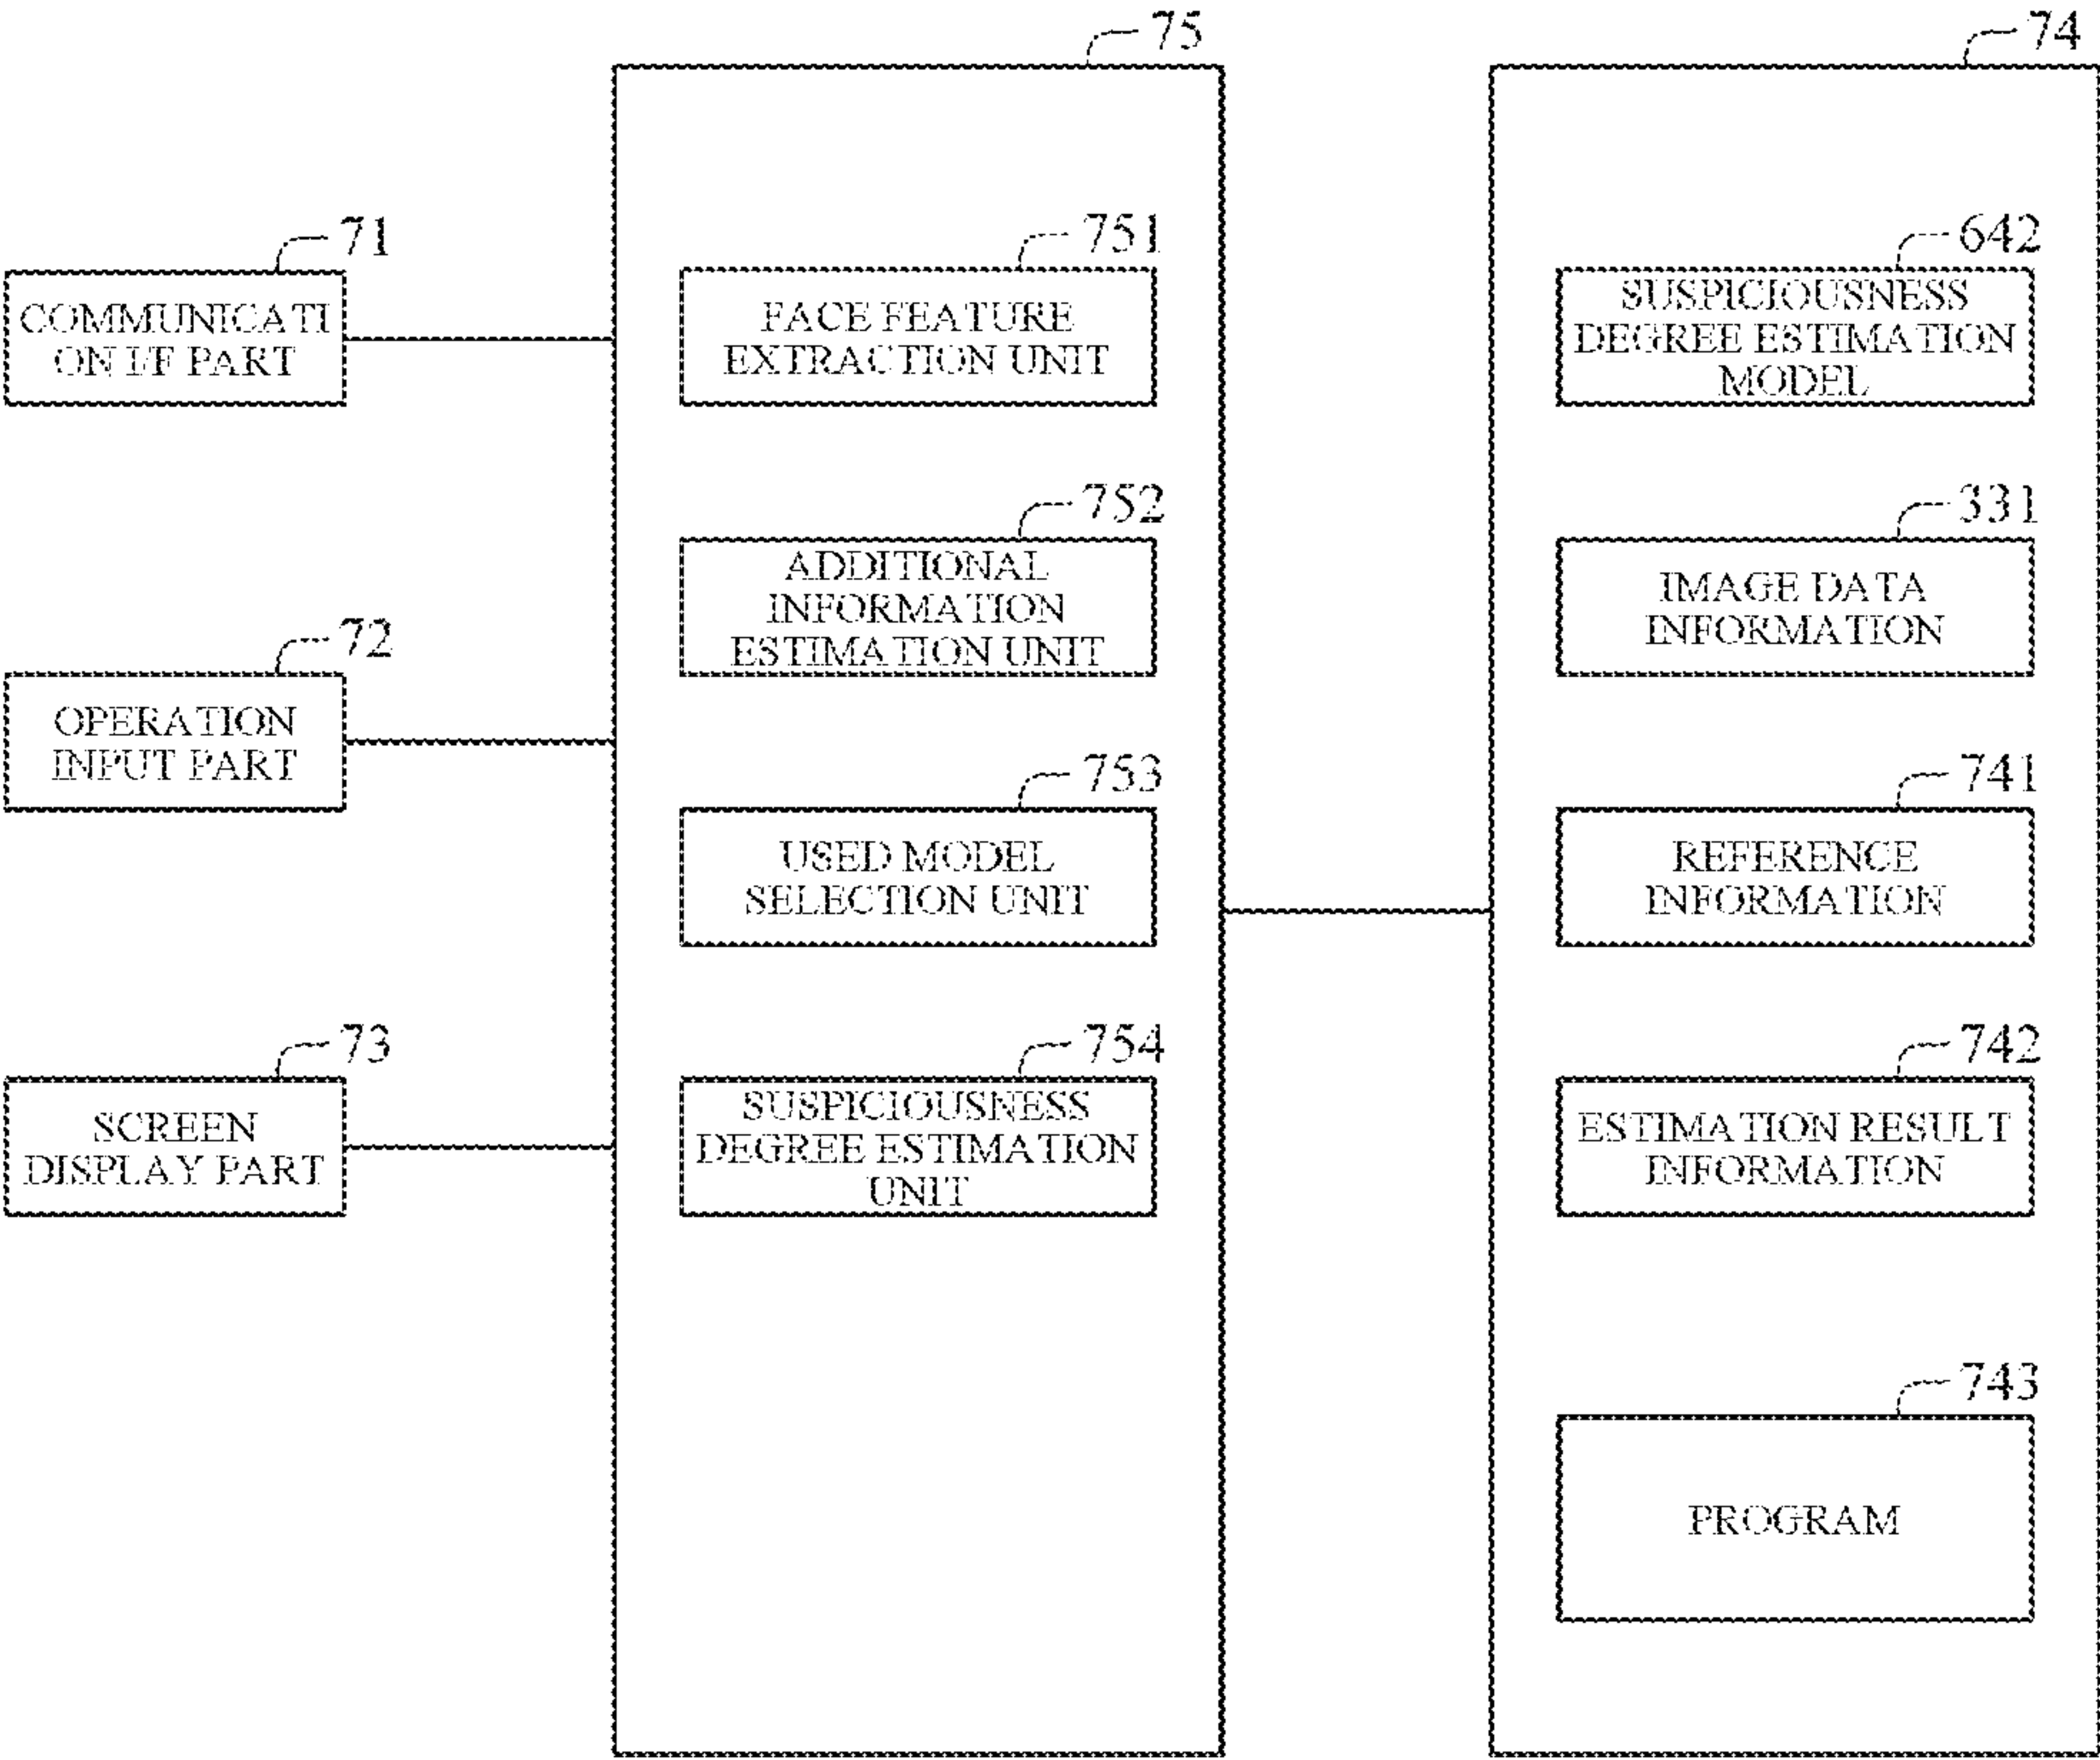 75
74
71
COMMUNICATI
ON I/F PART
72
OPERATION
INPUT PART
73
SCREEN
DISPLAY PART
751
FACE FEATURE
EXTRACTION UNIT
752
ADDITIONAL
INFORMATION
ESTIMATION UNIT
753
USED MODEL
SELECTION UNIT
754
SUSPICIOUSNESS
DEGREE ESTIMATION
UNIT
642
SUSPICIOUSNESS
DEGREE ESTIMATION
MODEL
331
IMAGE DATA
INFORMATION
741
REFERENCE
INFORMATION
742
ESTIMATION RESULT
INFORMATION
743
PROGRAM